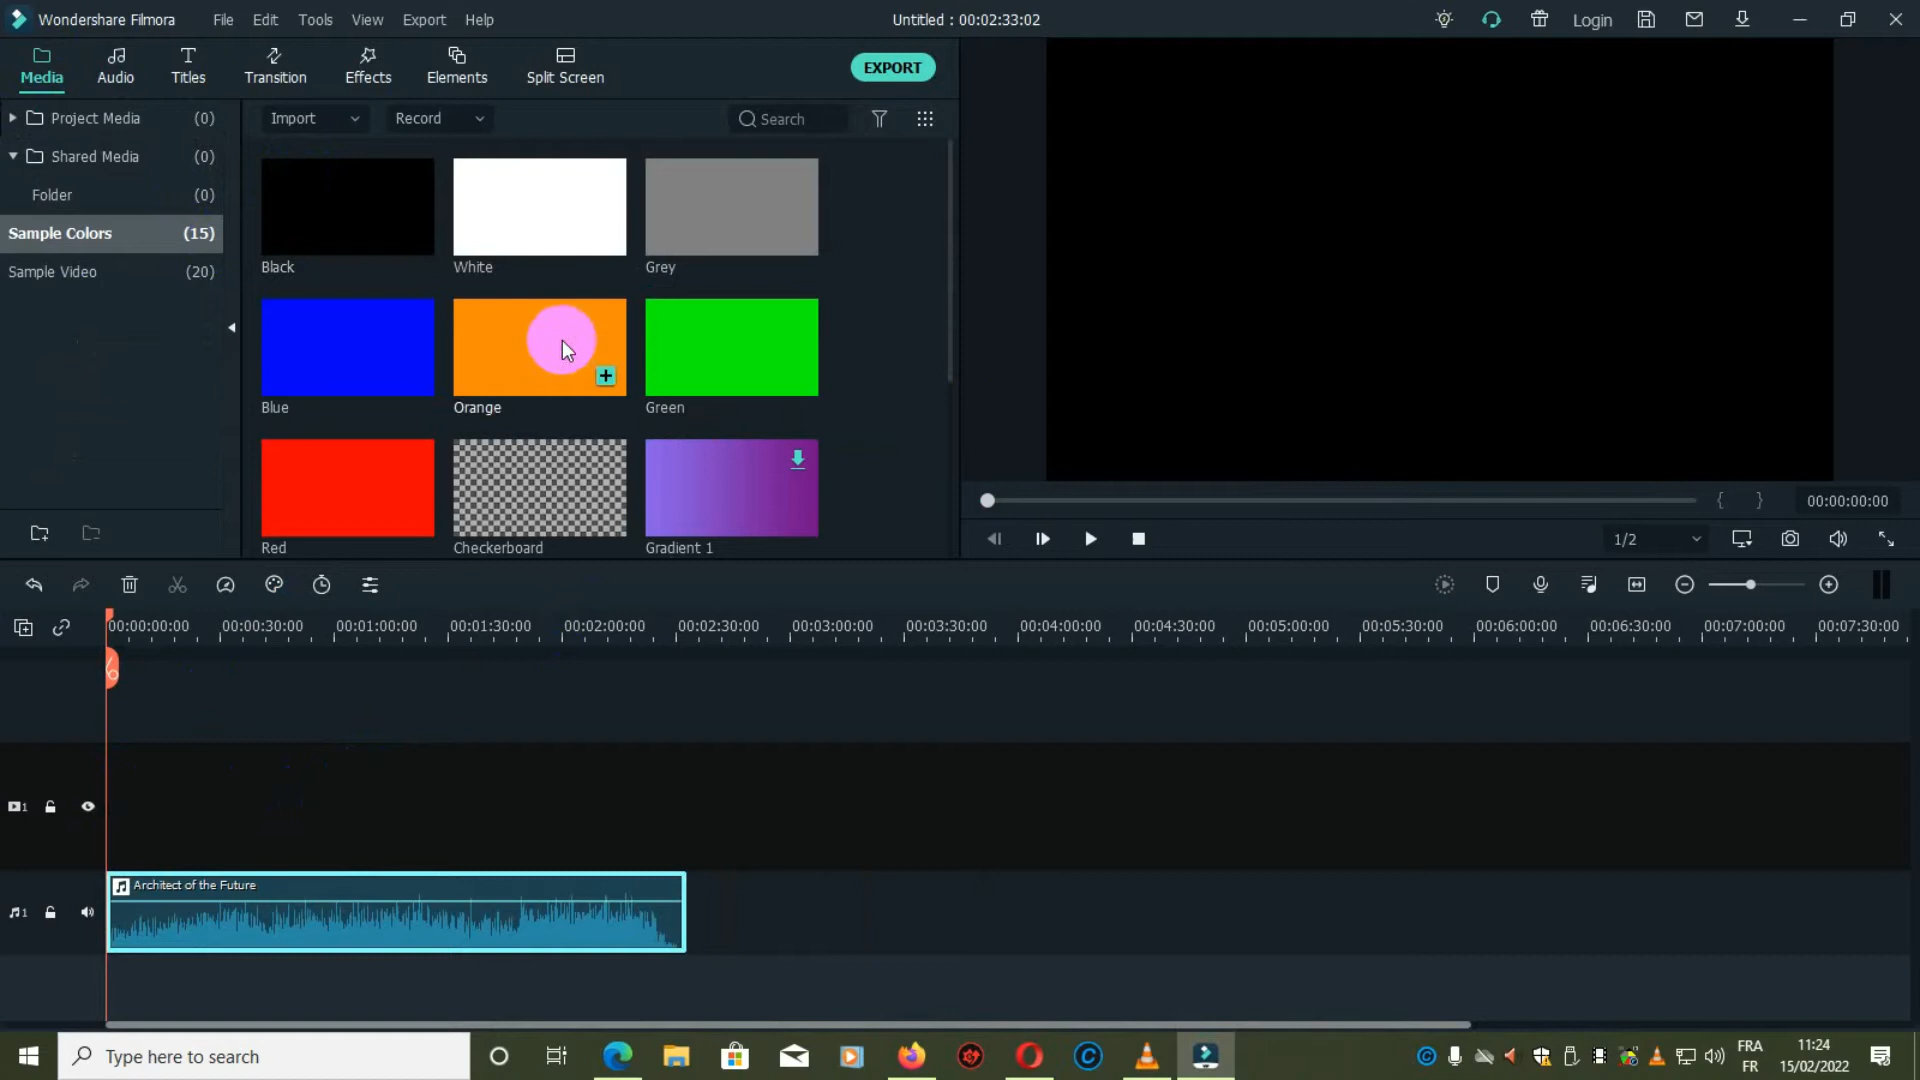 Wondershare Filmora File Edit Tools View Export Help Untitled : 00:02:33:02 Login
Media Audio Titles Transition Effects Elements Split Screen EXPORT
Project Media (0)
Shared Media (0)
Folder (0)
Sample Colors (15)
Sample Video (20)
Import Record Search
Black White Grey
Blue Orange Green
Red Checkerboard Gradient 1
00:00:00:00
1/2
00:00:00:00 00:00:30:00 00:01:00:00 00:01:30:00 00:02:00:00 00:02:30:00 00:03:00:00 00:03:30:00 00:04:00:00 00:04:30:00 00:05:00:00 00:05:30:00 00:06:00:00 00:06:30:00 00:07:00:00 00:07:30:00
1
Architect of the Future
1
Type here to search
FRA
FR
11:24
15/02/2022